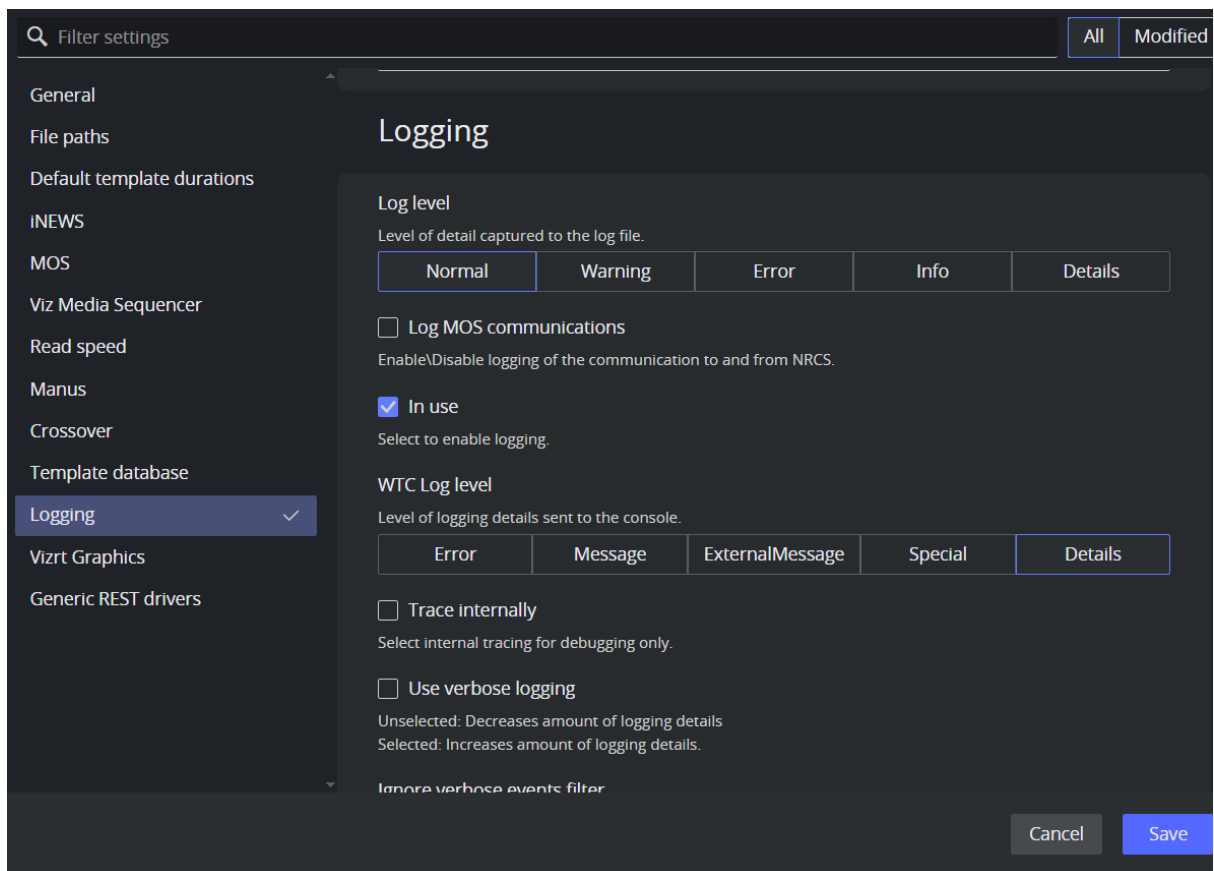 Filter settings
All
Modified
General
File paths
Default template durations
iNEWS
MOS
Viz Media Sequencer
Read speed
Manus
Crossover
Template database
Logging
Vizrt Graphics
Generic REST drivers
Logging
Log level
Level of detail captured to the log file.
Normal Warning Error Info Details
Log MOS communications
Enable\Disable logging of the communication to and from NRCS.
In use
Select to enable logging.
WTC Log level
Level of logging details sent to the console.
Error Message ExternalMessage Special Details
Trace internally
Select internal tracing for debugging only.
Use verbose logging
Unselected: Decreases amount of logging details
Selected: Increases amount of logging details.
Ignore verbose events filter
Cancel Save